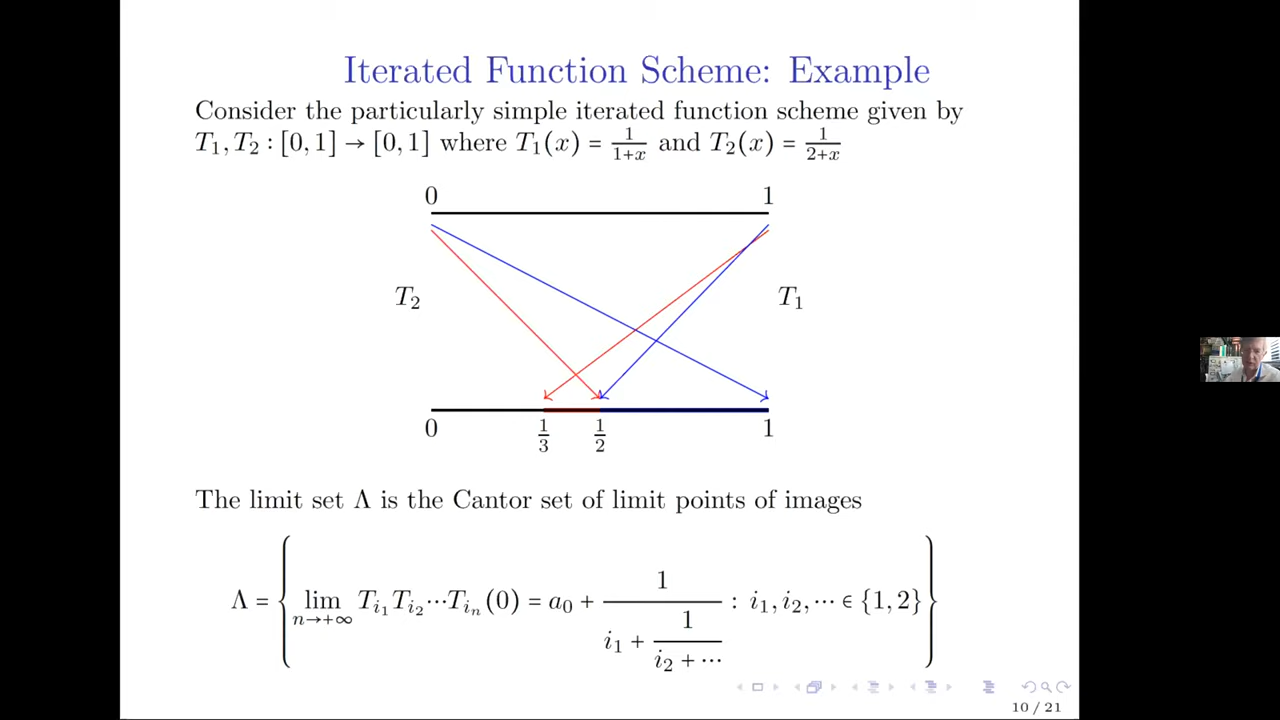 Iterated Function Scheme: Example
Consider the particularly simple iterated function scheme given by
T₁, T₂ : [0, 1] → [0, 1] where T₁(x) = 1/(1+x) and T₂(x) = 1/(2+x)
0 1
T₂ T₁
0 1/3 1/2 1
The limit set Λ is the Cantor set of limit points of images
Λ = { lim n→+∞ T_{i₁} T_{i₂} ⋯ T_{iₙ} (0) = a₀ + 1/(i₁ + 1/(i₂ + ⋯)) : i₁, i₂, ⋯ ∈ {1, 2} }
10 / 21